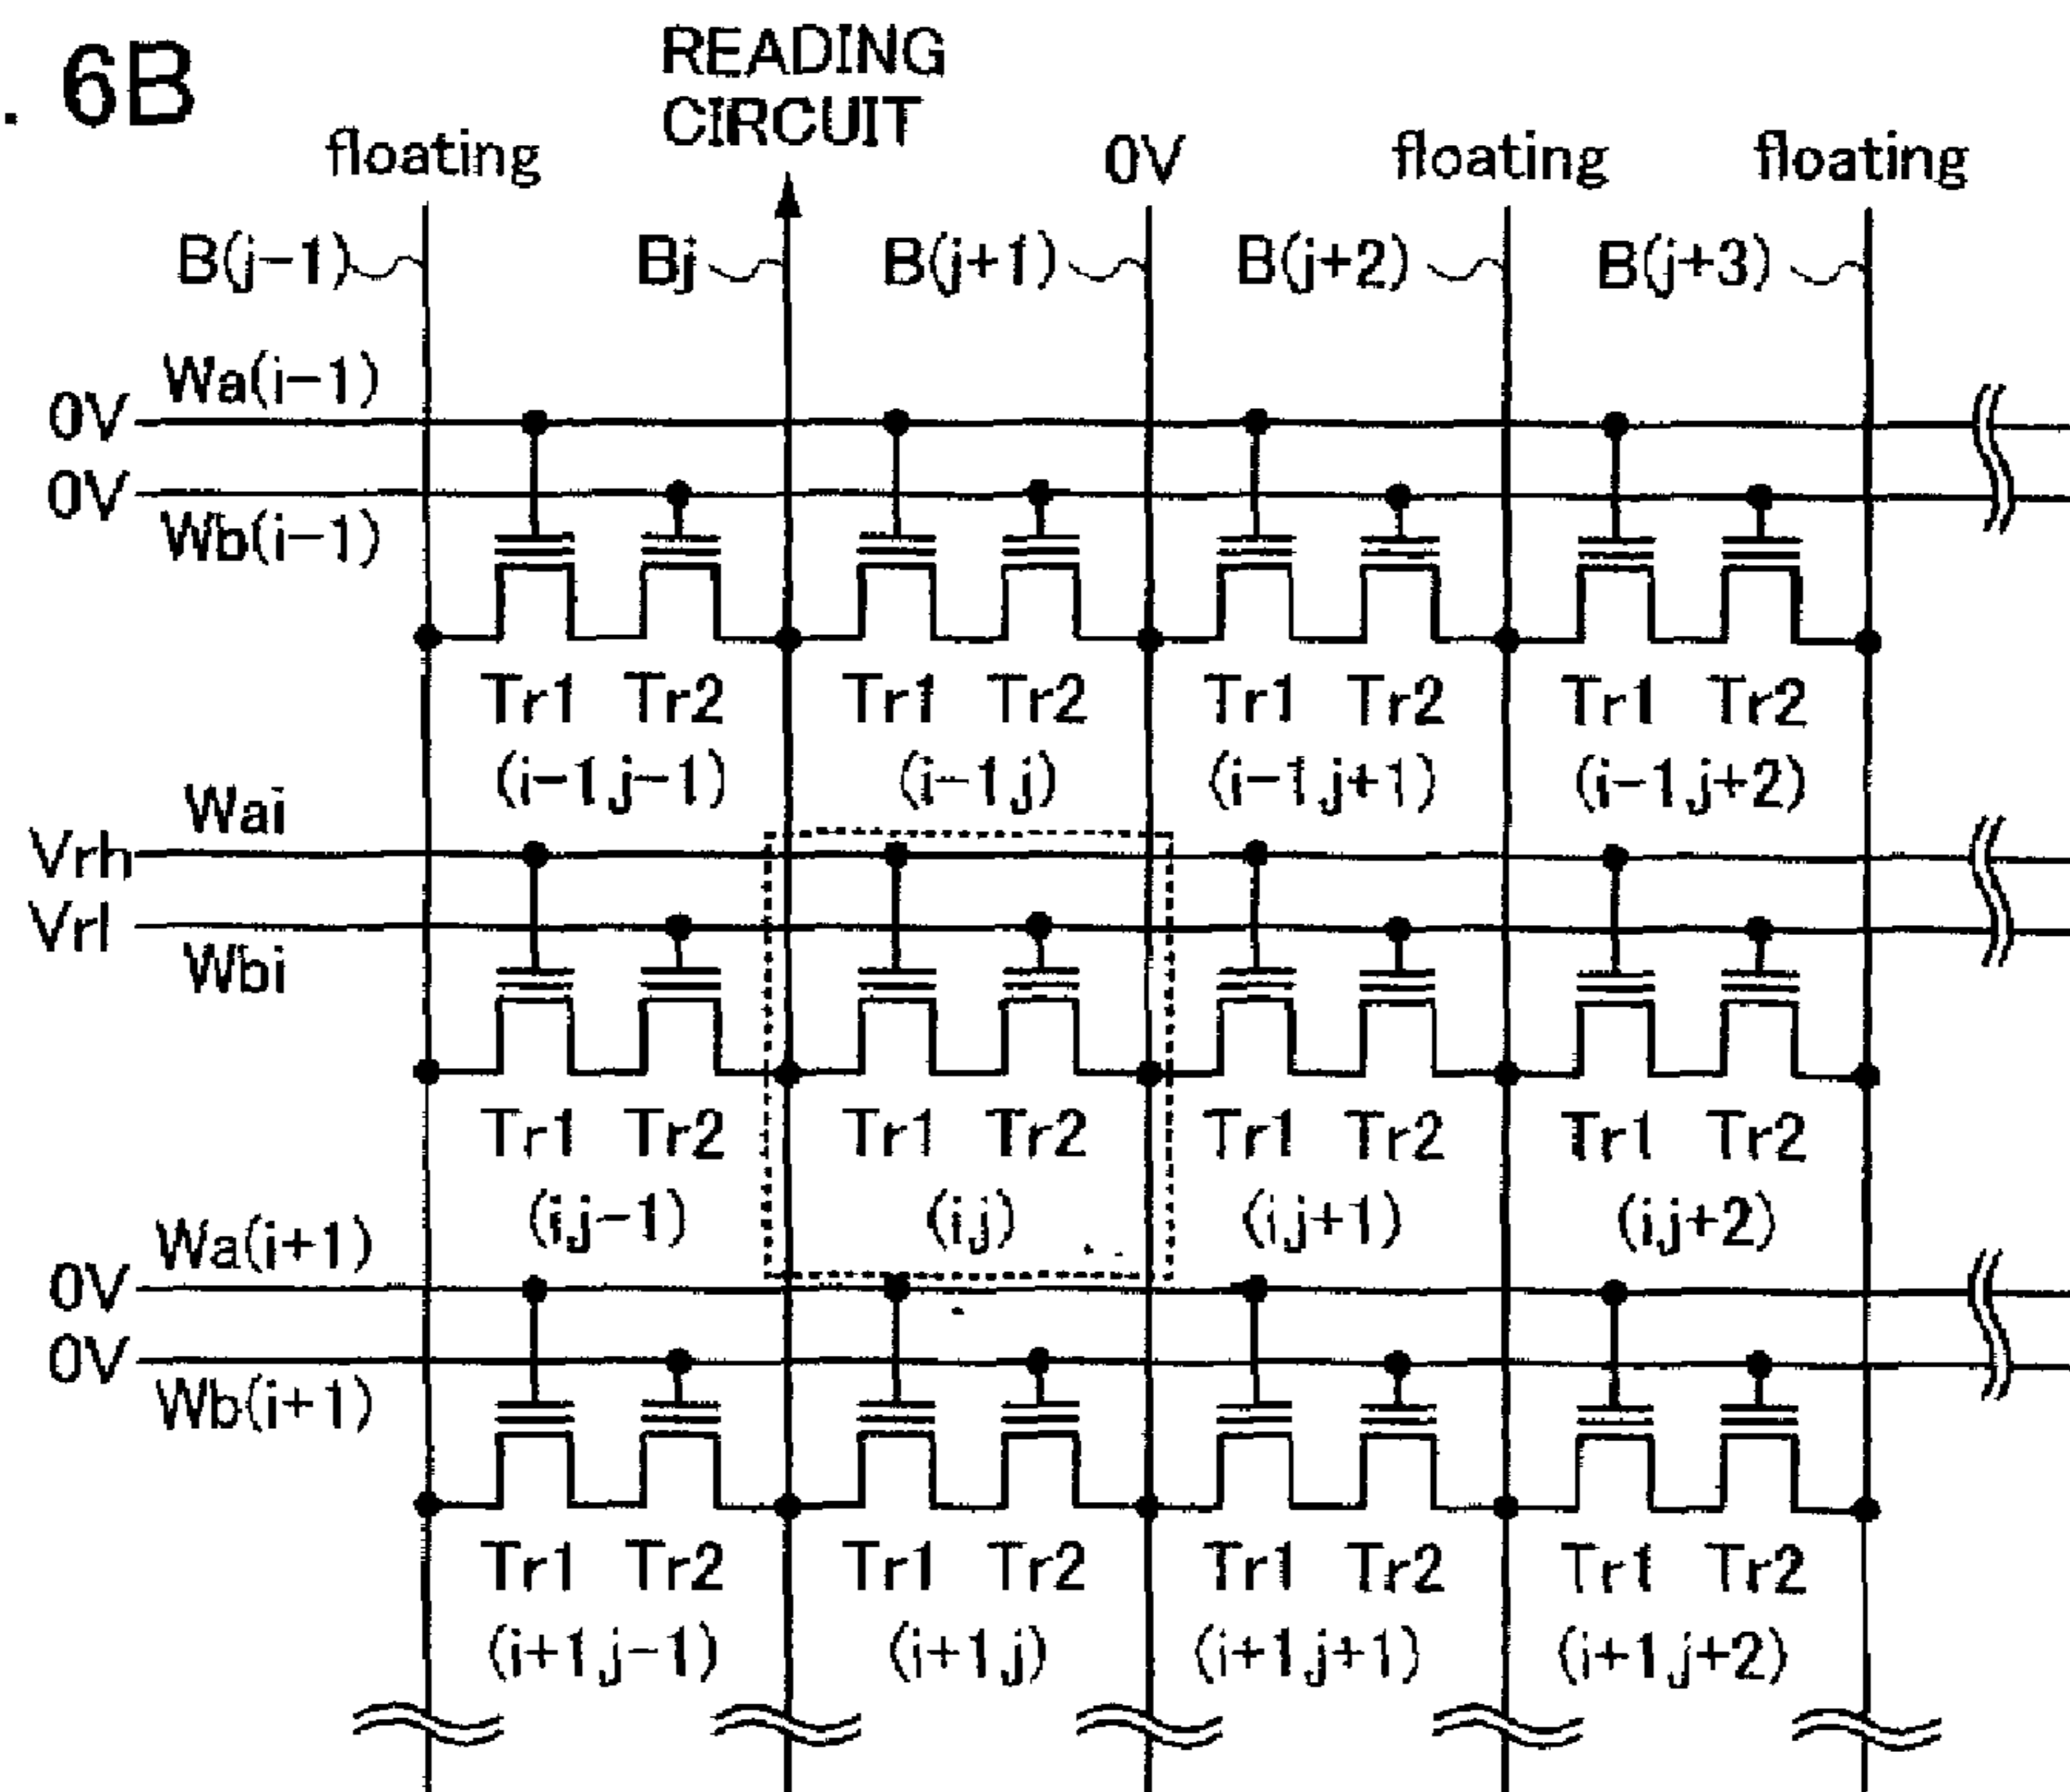 . 6B
READING
CIRCUIT
floating
0V
floating
floating
B(j-1)
Bj
B(j+1)
B(j+2)
B(j+3)
Wa(i-1)
0V
0V
Wb(i-1)
Tr1 Tr2 Tr1 Tr2 Tr1 Tr2 Tr1 Tr2
(i-1,j-1) (i-1,j) (i-1,j+1) (i-1,j+2)
Wai
Vrh
Vrl
Wbi
Tr1 Tr2 Tr1 Tr2 Tr1 Tr2 Tr1 Tr2
(i,j-1) (i,j) (i,j+1) (i,j+2)
Wa(i+1)
0V
0V
Wb(i+1)
Tr1 Tr2 Tr1 Tr2 Tr1 Tr2 Tr1 Tr2
(i+1,j-1) (i+1,j) (i+1,j+1) (i+1,j+2)